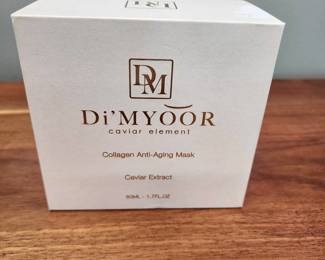 DM
Di'MYOOR
caviar element
Collagen Anti-Aging Mask
Caviar Extract
50ML - 1.7FL.OZ